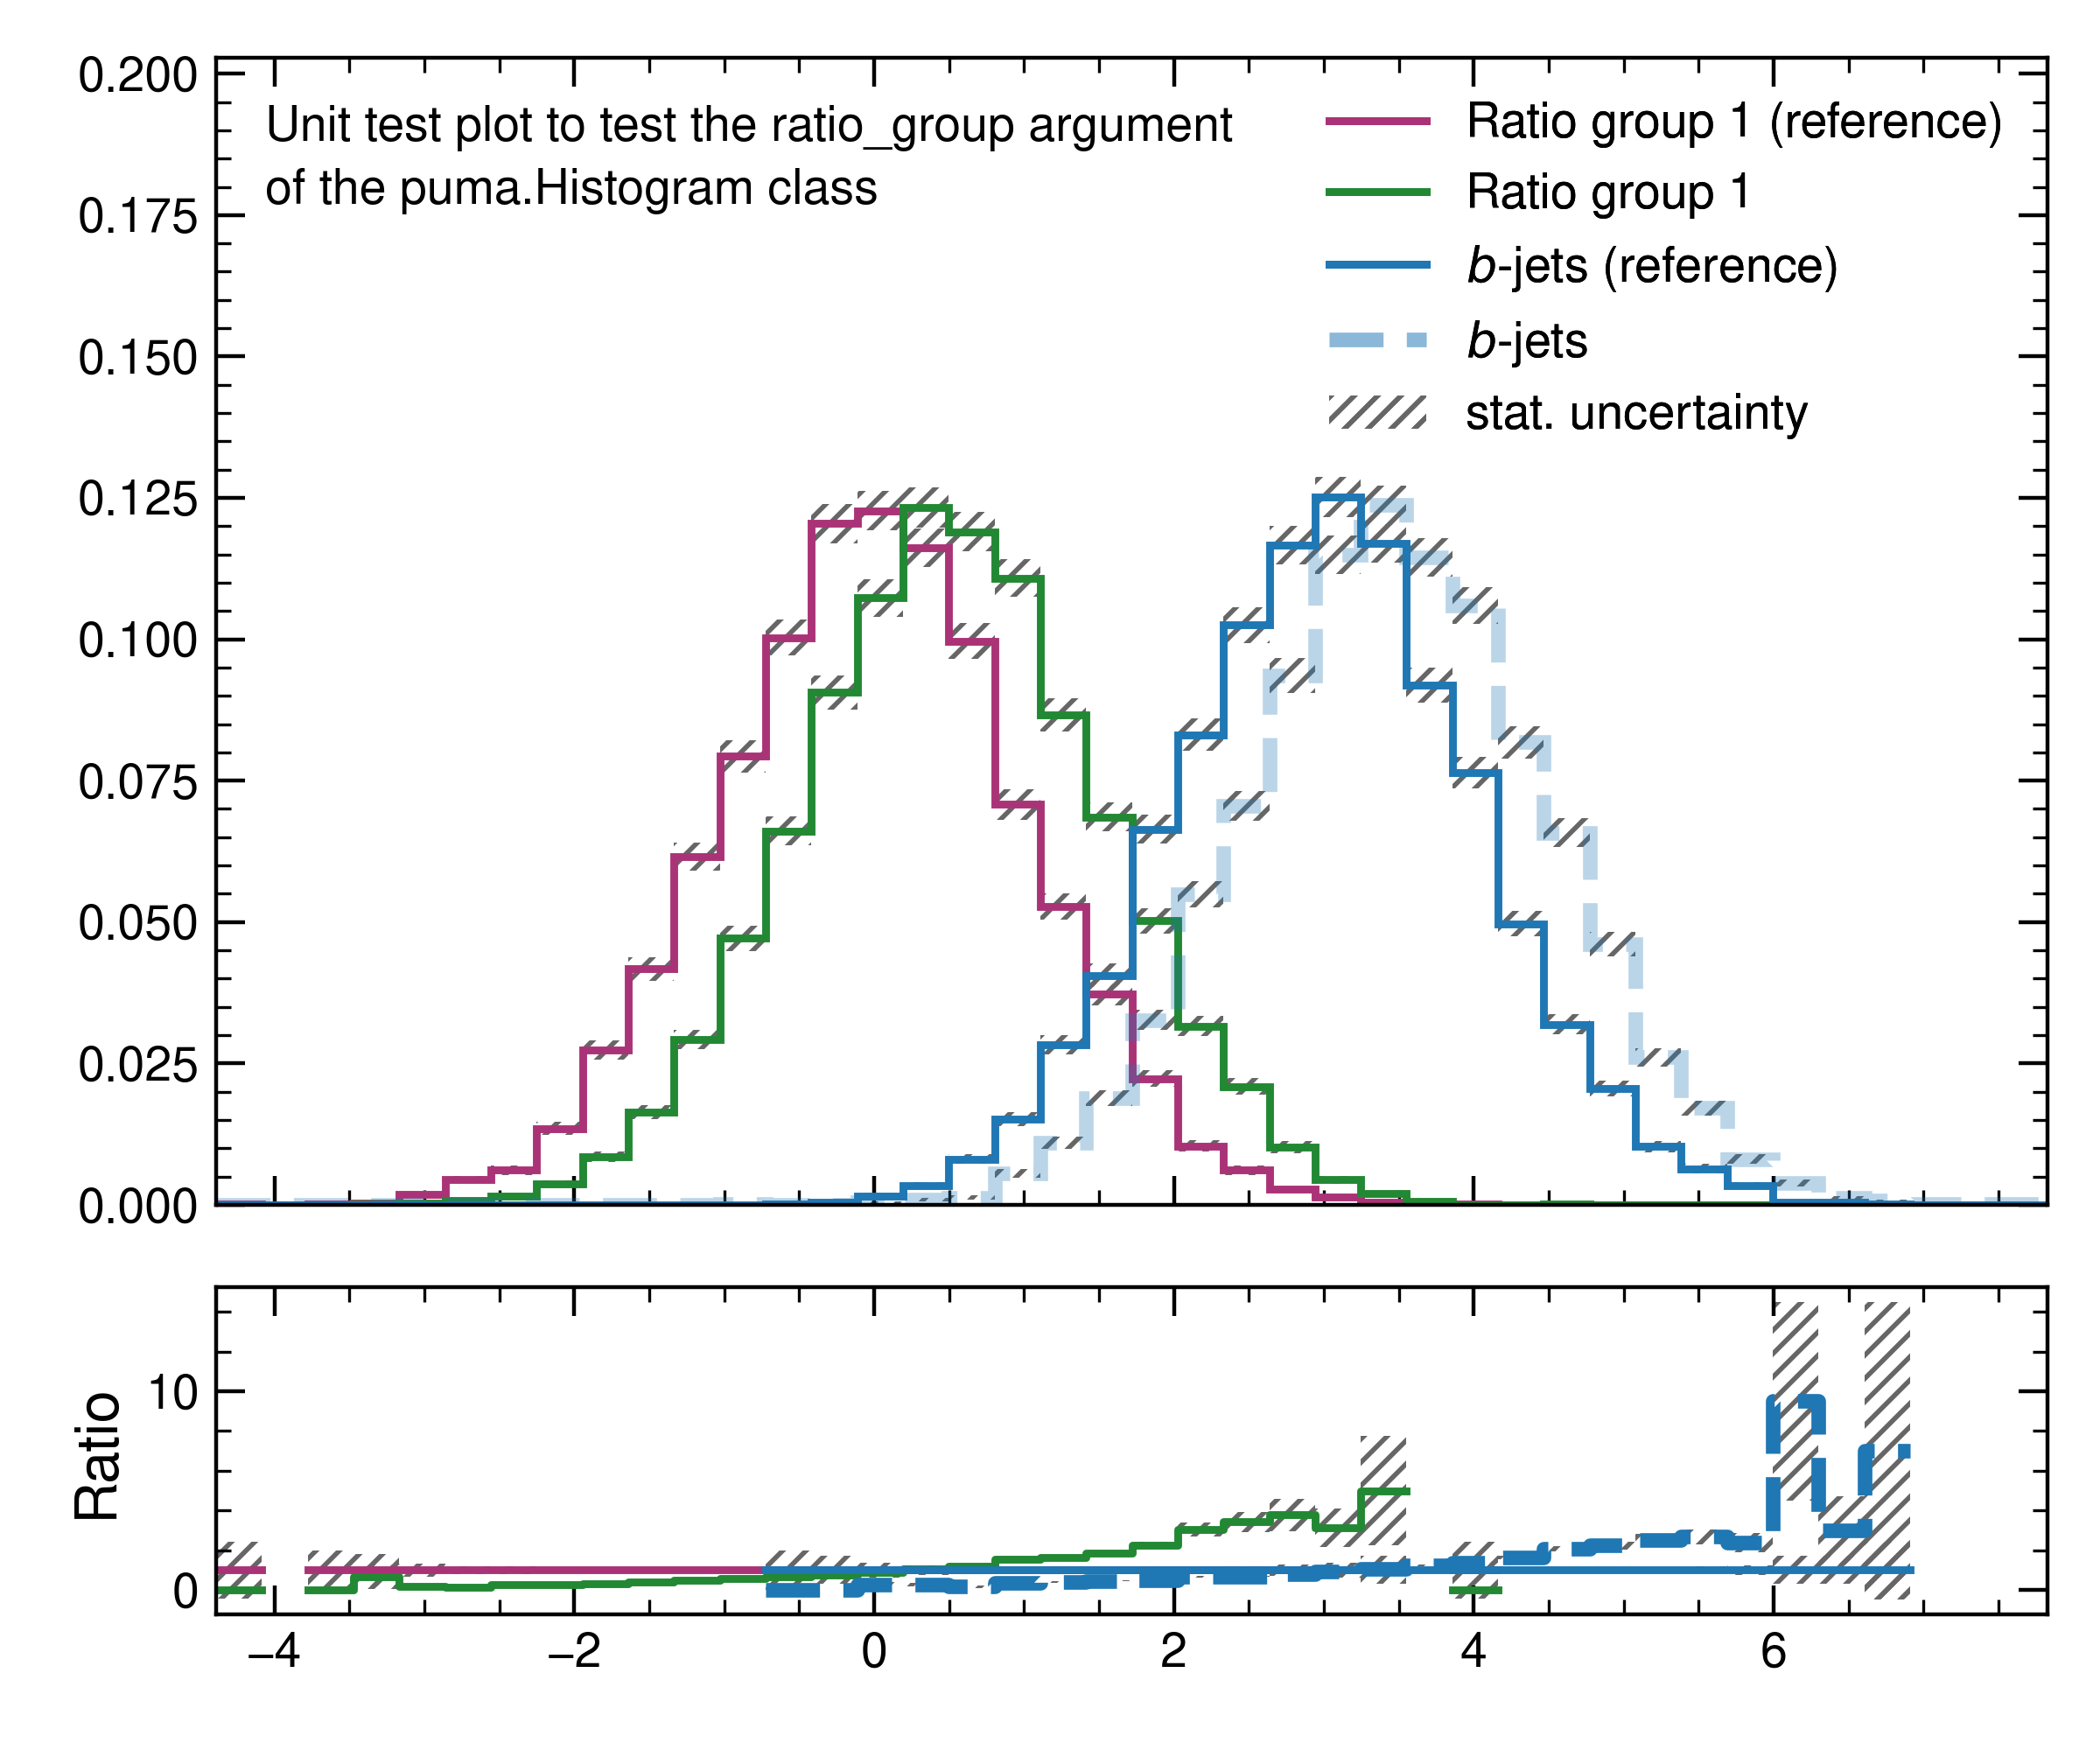 Unit test plot to test the ratio_group argument
of the puma.Histogram class
Ratio group 1 (reference)
Ratio group 1
b-jets (reference)
b-jets
stat. uncertainty
0.200
0.175
0.150
0.125
0.100
0.075
0.050
0.025
0.000
Ratio
10
0
−4 −2 0 2 4 6